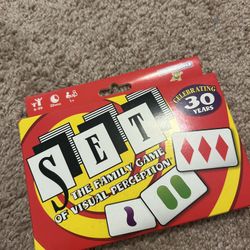 CELEBRATING
30
YEARS
SET
THE FAMILY GAME
OF VISUAL PERCEPTION